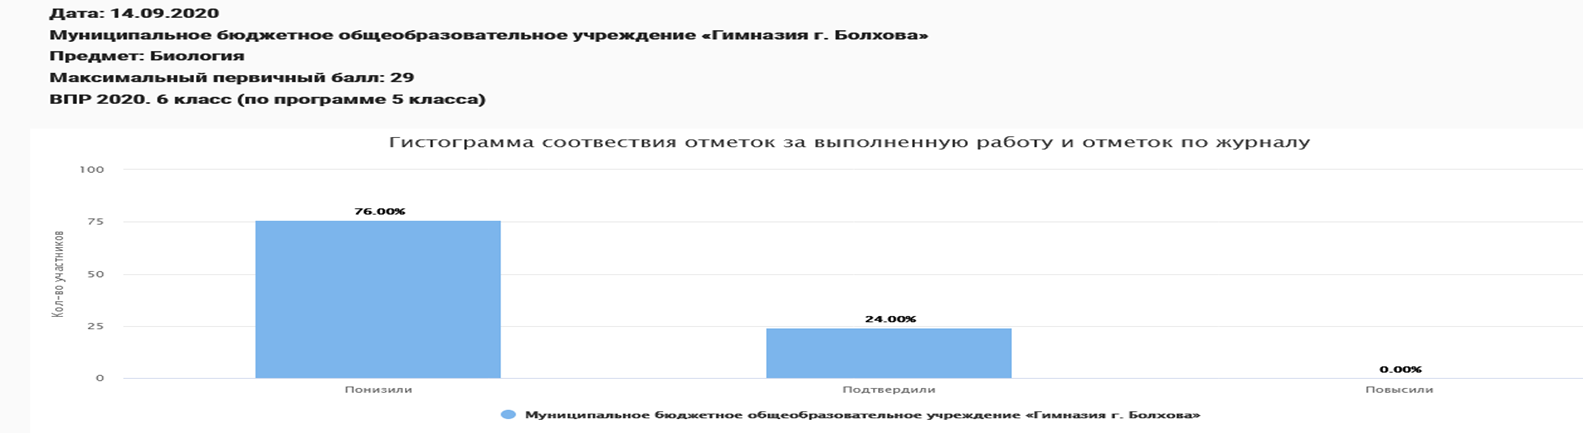 Дата: 14.09.2020
Муниципальное бюджетное общеобразовательное учреждение «Гимназия г. Болхова»
Предмет: Биология
Максимальный первичный балл: 29
ВПР 2020. 6 класс (по программе 5 класса)
Гистограмма соотвествия отметок за выполненную работу и отметок по журналу
Кол-во участников
100
75
50
25
0
76.00%
24.00%
0.00%
Понизили
Подтвердили
Повысили
Муниципальное бюджетное общеобразовательное учреждение «Гимназия г. Болхова»